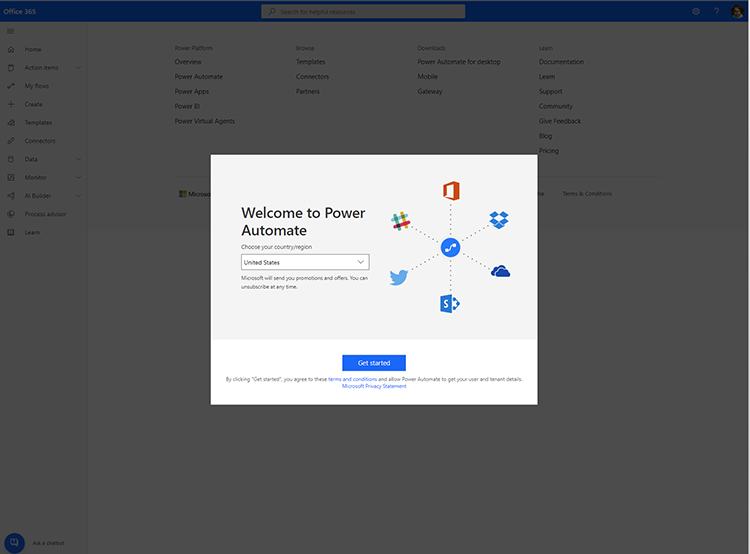 Office 365
Search for helpful resources
?
Home
Action items
My flows
Create
Templates
Connectors
Data
Monitor
AI Builder
Process advisor
Learn
Power Platform
Overview
Power Automate
Power Apps
Power BI
Power Virtual Agents
Browse
Templates
Connectors
Partners
Downloads
Power Automate for desktop
Mobile
Gateway
Learn
Documentation
Learn
Support
Community
Give Feedback
Blog
Pricing
Terms & Conditions
Welcome to Power
Automate
Choose your country/region
United States
Microsoft will send you promotions and offers. You can
unsubscribe at any time.
S
Get started
By clicking "Get started", you agree to these terms and conditions and allow Power Automate to get your user and tenant details.
Microsoft Privacy Statement
Ask a chatbot